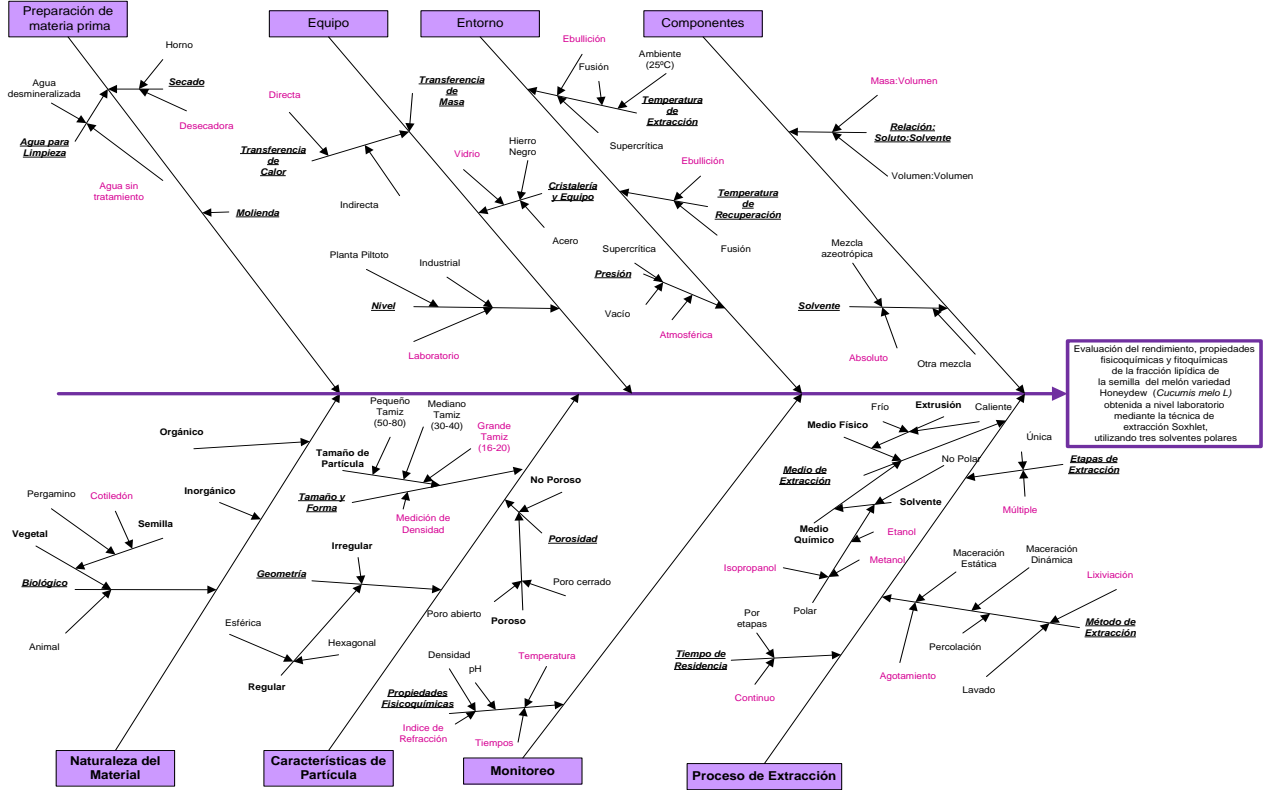 Preparación de
materia prima
Equipo
Entorno
Componentes
Horno
Agua
desmineralizada
Secado
Desecadora
Agua para
Limpieza
Agua sin
tratamiento
Molienda
Directa
Transferencia
de
Masa
Transferencia
de
Calor
Indirecta
Vidrio
Hierro
Negro
Cristalería
y Equipo
Acero
Planta Piltoto
Industrial
Nivel
Laboratorio
Ebullición
Fusión
Ambiente
(25ºC)
Temperatura
de
Extracción
Supercrítica
Ebullición
Temperatura
de
Recuperación
Fusión
Supercrítica
Presión
Vacío
Atmosférica
Masa:Volumen
Relación:
Soluto:Solvente
Volumen:Volumen
Mezcla
azeotrópica
Solvente
Absoluto
Otra mezcla
Evaluación del rendimiento, propiedades
fisicoquímicas y fitoquímicas
de la fracción lipídica de
la semilla del melón variedad
Honeydew (Cucumis melo L)
obtenida a nivel laboratorio
mediante la técnica de
extracción Soxhlet,
utilizando tres solventes polares
Orgánico
Inorgánico
Pergamino
Cotiledón
Semilla
Vegetal
Biológico
Animal
Pequeño
Tamiz
(50-80)
Mediano
Tamiz
(30-40)
Grande
Tamiz
(16-20)
Tamaño de
Partícula
Tamaño y
Forma
Medición de
Densidad
No Poroso
Porosidad
Poro cerrado
Poro abierto
Poroso
Irregular
Geometría
Esférica
Hexagonal
Regular
Densidad
pH
Temperatura
Propiedades
Fisicoquímicas
Indice de
Refracción
Tiempos
Frío
Extrusión
Caliente
Medio Físico
Medio de
Extracción
No Polar
Solvente
Medio
Químico
Etanol
Metanol
Isopropanol
Polar
Única
Etapas de
Extracción
Múltiple
Maceración
Estática
Maceración
Dinámica
Lixiviación
Método de
Extracción
Percolación
Agotamiento
Lavado
Por
etapas
Tiempo de
Residencia
Continuo
Naturaleza del
Material
Características de
Partícula
Monitoreo
Proceso de Extracción